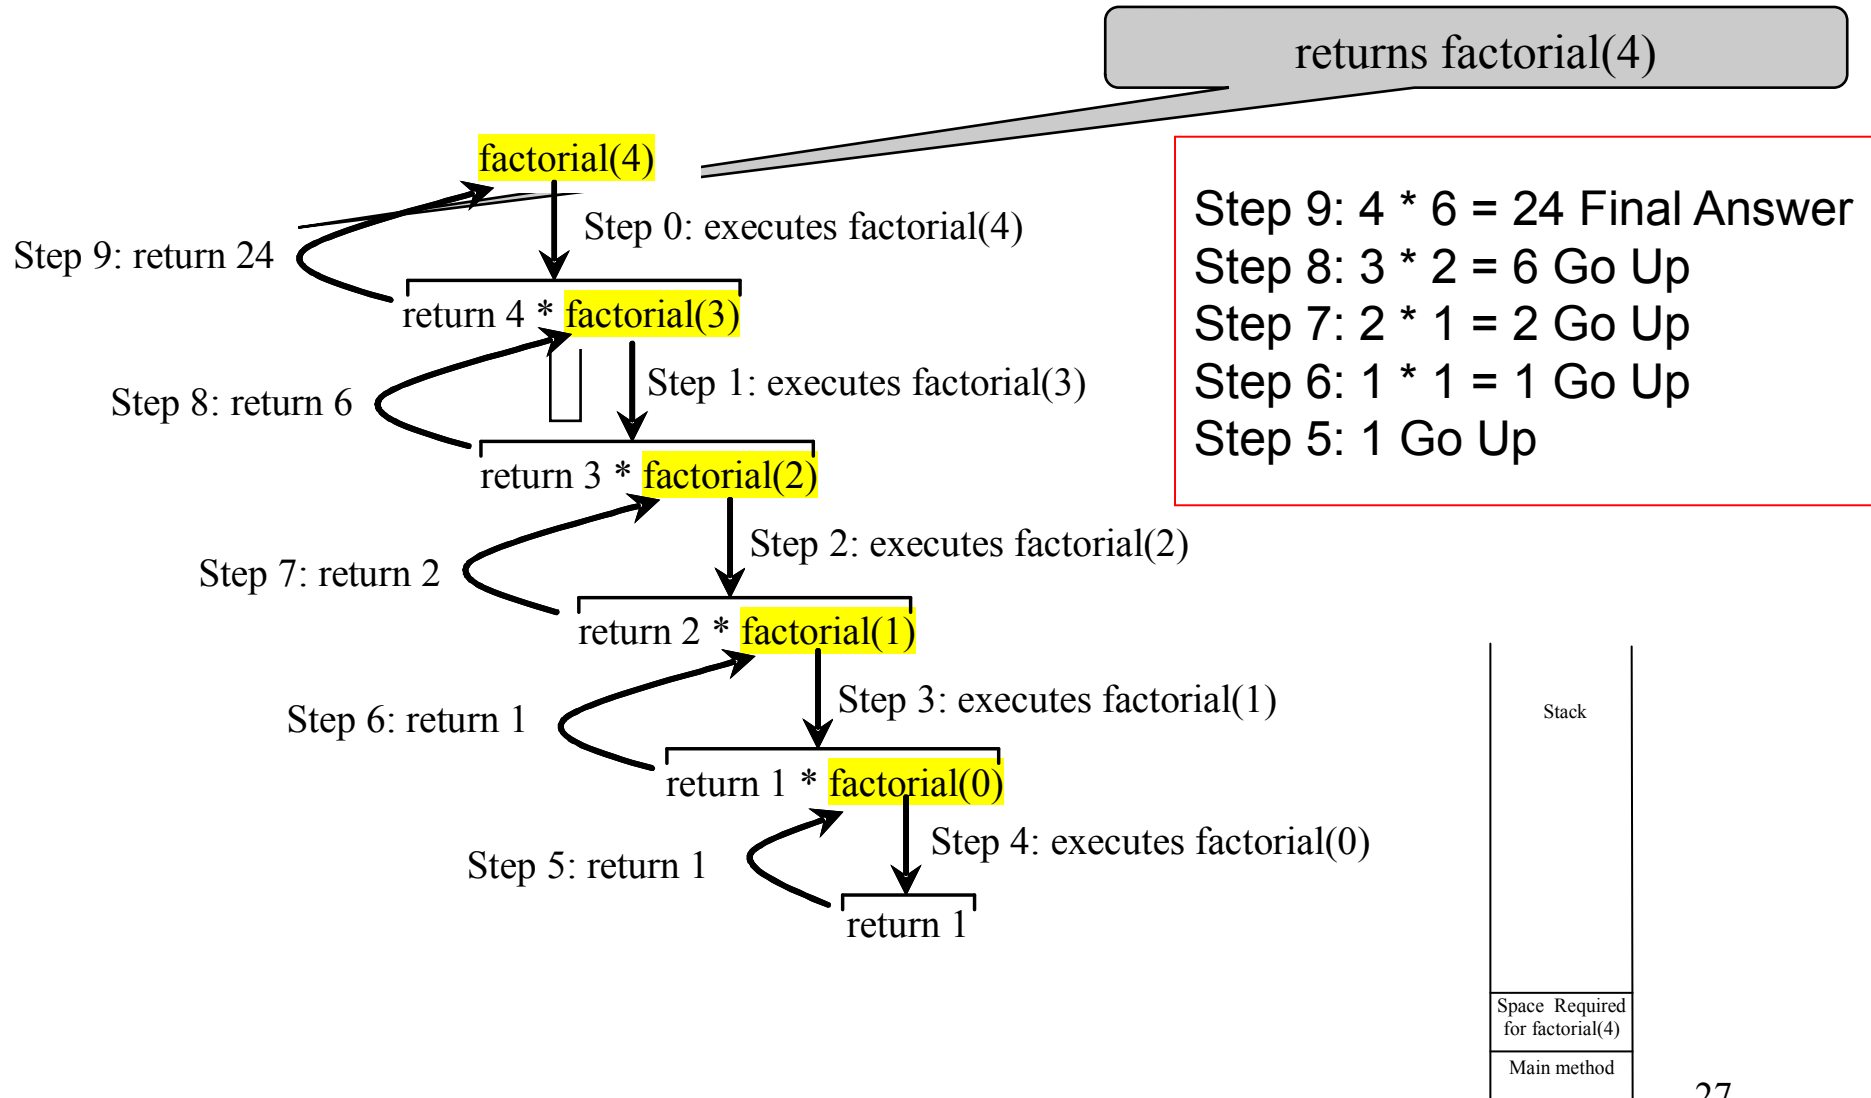 returns factorial(4)
factorial(4)
Step 0: executes factorial(4)
Step 9: return 24
return 4 * factorial(3)
Step 1: executes factorial(3)
Step 8: return 6
return 3 * factorial(2)
Step 2: executes factorial(2)
Step 7: return 2
return 2 * factorial(1)
Step 3: executes factorial(1)
Step 6: return 1
return 1 * factorial(0)
Step 4: executes factorial(0)
Step 5: return 1
return 1
Step 9: 4 * 6 = 24 Final Answer
Step 8: 3 * 2 = 6 Go Up
Step 7: 2 * 1 = 2 Go Up
Step 6: 1 * 1 = 1 Go Up
Step 5: 1 Go Up
Stack
Space Required
for factorial(4)
Main method
27